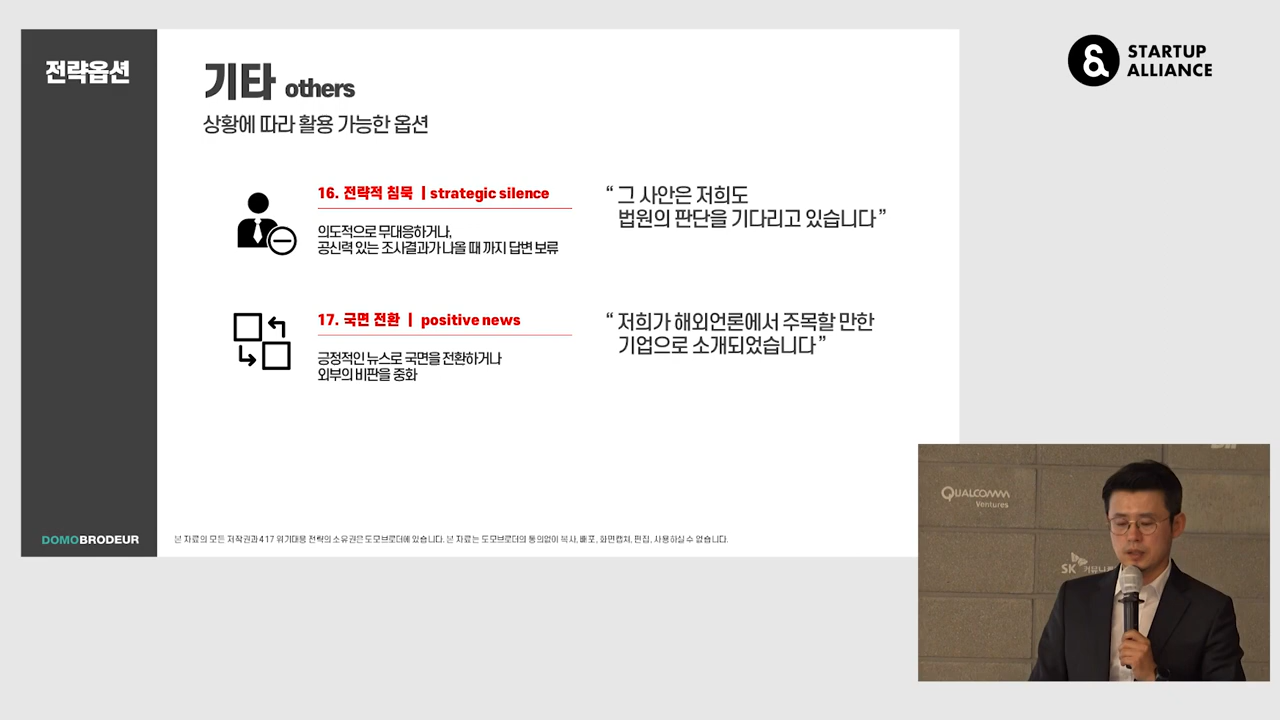 전략옵션
기타 others
상황에 따라 활용 가능한 옵션
16. 전략적 침묵 | strategic silence
의도적으로 무대응하거나,
공신력 있는 조사결과가 나올 때 까지 답변 보류
“ 그 사안은 저희도
법원의 판단을 기다리고 있습니다 ”
17. 국면 전환 | positive news
긍정적인 뉴스로 국면을 전환하거나
외부의 비판을 중화
“ 저희가 해외언론에서 주목할 만한
기업으로 소개되었습니다 ”
DOMOBRODEUR
본 자료의 모든 저작권과 417 위기대응 전략의 소유권은 도모브로더에 있습니다. 본 자료는 도모브로더의 동의없이 복사, 배포, 화면캡쳐, 편집, 사용하실 수 없습니다.
STARTUP
ALLIANCE
QUALCOMM
Ventures
SK